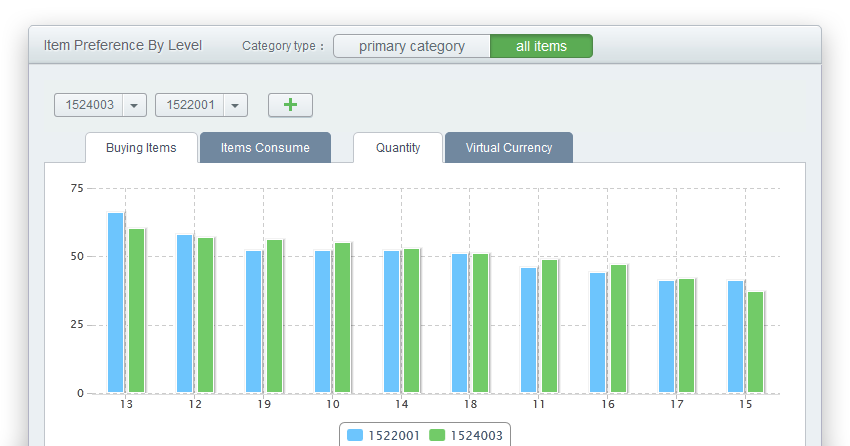 Item Preference By Level Category type : primary category all items
1524003 1522001
Buying Items Items Consume Quantity Virtual Currency
75
50
25
0
13 12 19 10 14 18 11 16 17 15
1522001 1524003